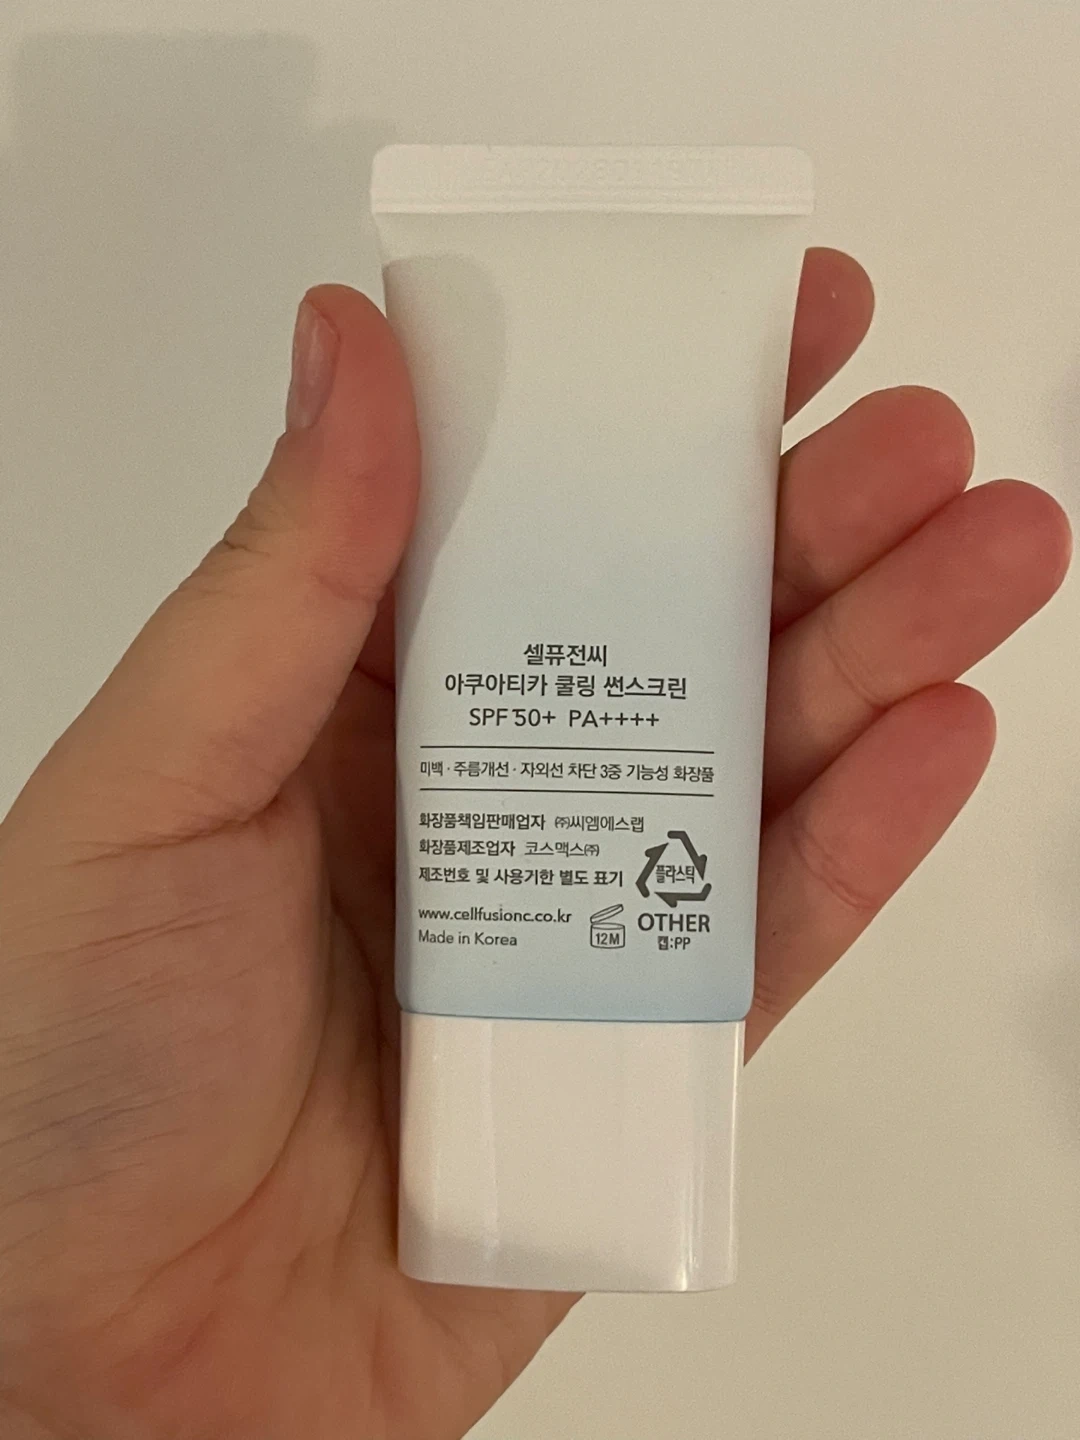 셀퓨전씨
아쿠아티카 쿨링 썬스크린
SPF 50+ PA++++
미백 · 주름개선 · 자외선 차단 3중 기능성 화장품
화장품책임판매업자 ㈜씨엠에스랩
화장품제조업자 코스맥스㈜
제조번호 및 사용기한 별도 표기
플라스틱
www.cellfusionc.co.kr
Made in Korea
12M
OTHER
캡:PP